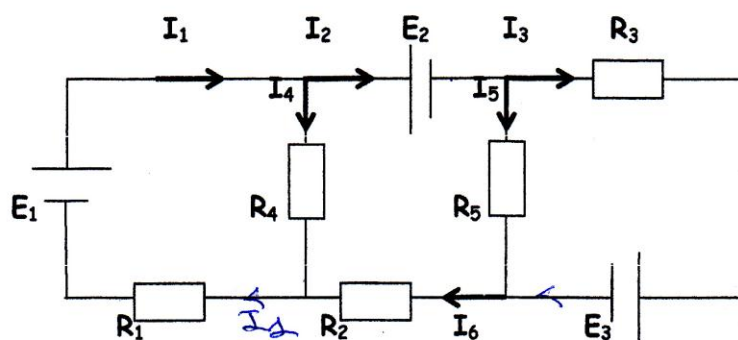 I₁ I₂ E₂ I₃ R₃
I₄ I₅
E₁ R₄ R₅
R₁ R₂ I₆ E₃